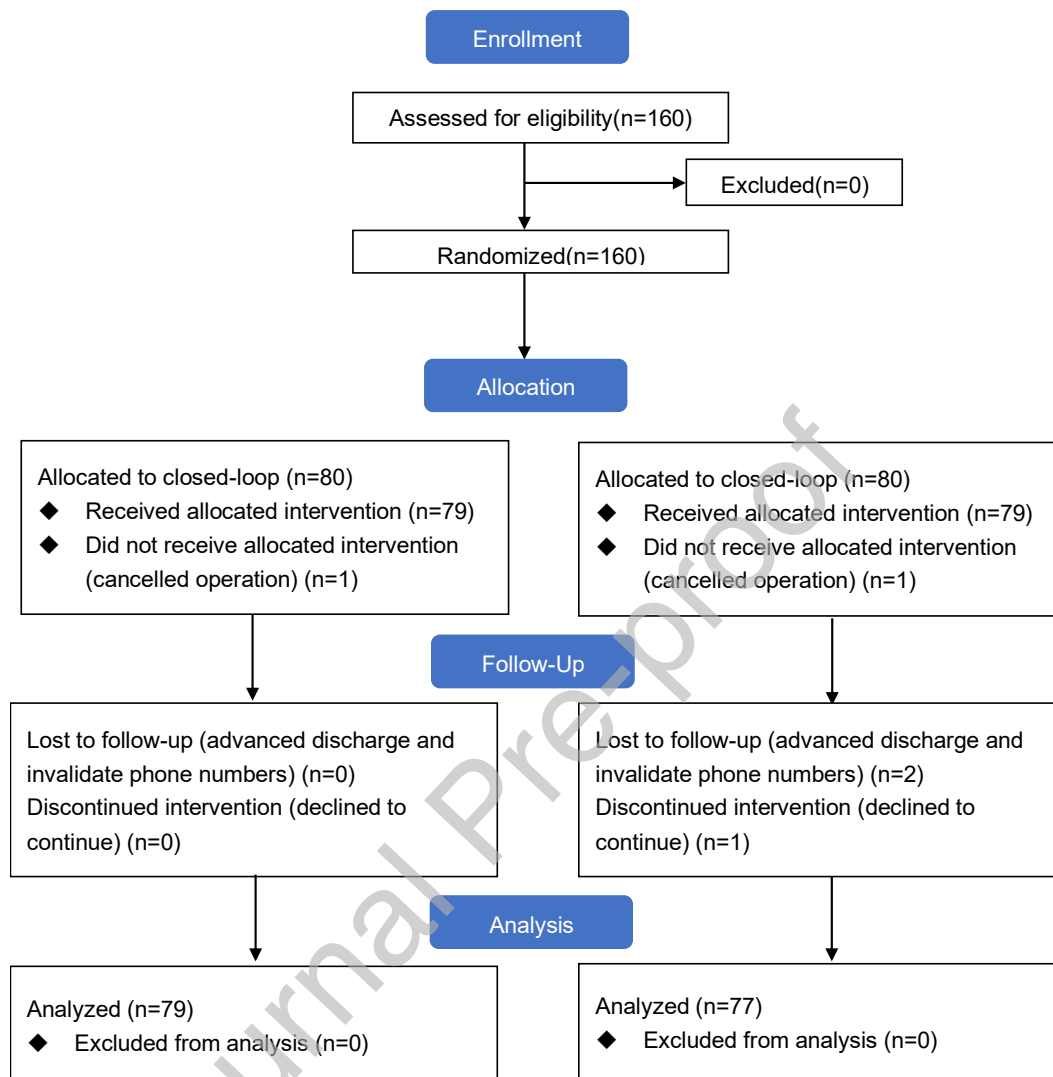 Enrollment
Assessed for eligibility(n=160)
Excluded(n=0)
Randomized(n=160)
Allocation
Allocated to closed-loop (n=80)
◆ Received allocated intervention (n=79)
◆ Did not receive allocated intervention
(cancelled operation) (n=1)
Allocated to closed-loop (n=80)
◆ Received allocated intervention (n=79)
◆ Did not receive allocated intervention
(cancelled operation) (n=1)
Follow-Up
Lost to follow-up (advanced discharge and
invalidate phone numbers) (n=0)
Discontinued intervention (declined to
continue) (n=0)
Lost to follow-up (advanced discharge and
invalidate phone numbers) (n=2)
Discontinued intervention (declined to
continue) (n=1)
Analysis
Analyzed (n=79)
◆ Excluded from analysis (n=0)
Analyzed (n=77)
◆ Excluded from analysis (n=0)
urnal Pre-proof